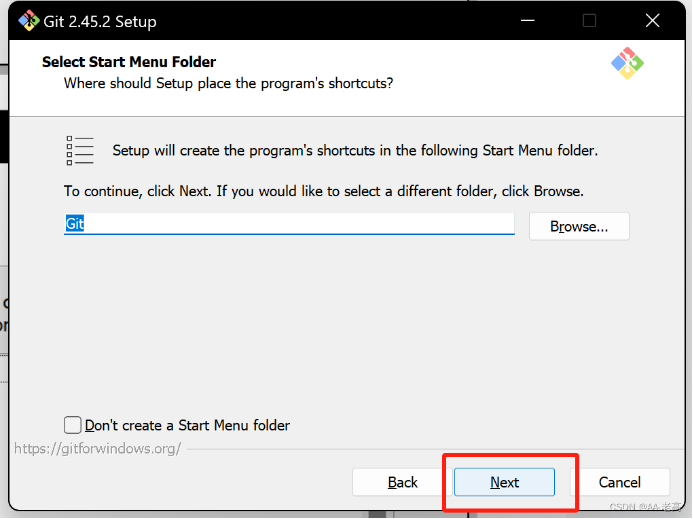 Git 2.45.2 Setup
Select Start Menu Folder
Where should Setup place the program's shortcuts?
Setup will create the program's shortcuts in the following Start Menu folder.
To continue, click Next. If you would like to select a different folder, click Browse.
Git
Browse...
Don't create a Start Menu folder
https://gitforwindows.org/
Back
Next
Cancel
CSDN @AA.老高